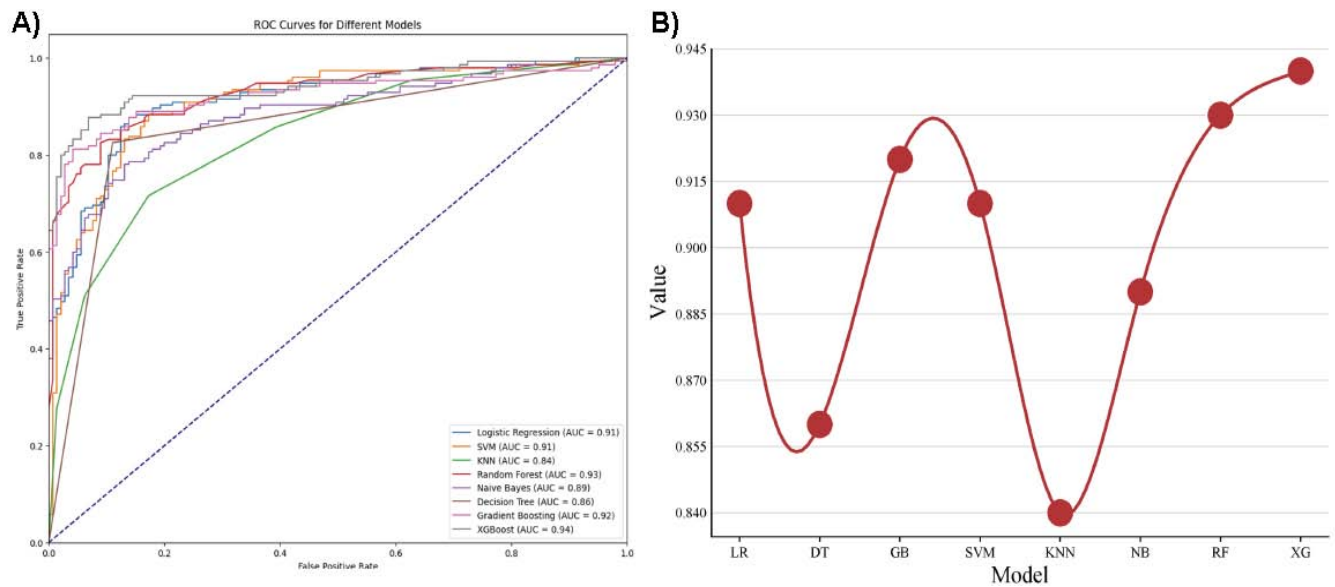 A)
ROC Curves for Different Models
True Positive Rate
1.0
0.8
0.6
0.4
0.2
0.0
0.0 0.2 0.4 0.6 0.8 1.0
False Positive Rate
Logistic Regression (AUC = 0.91)
SVM (AUC = 0.91)
KNN (AUC = 0.84)
Random Forest (AUC = 0.93)
Naive Bayes (AUC = 0.89)
Decision Tree (AUC = 0.86)
Gradient Boosting (AUC = 0.92)
XGBoost (AUC = 0.94)
B)
Value
0.945
0.930
0.915
0.900
0.885
0.870
0.855
0.840
LR DT GB SVM KNN NB RF XG
Model